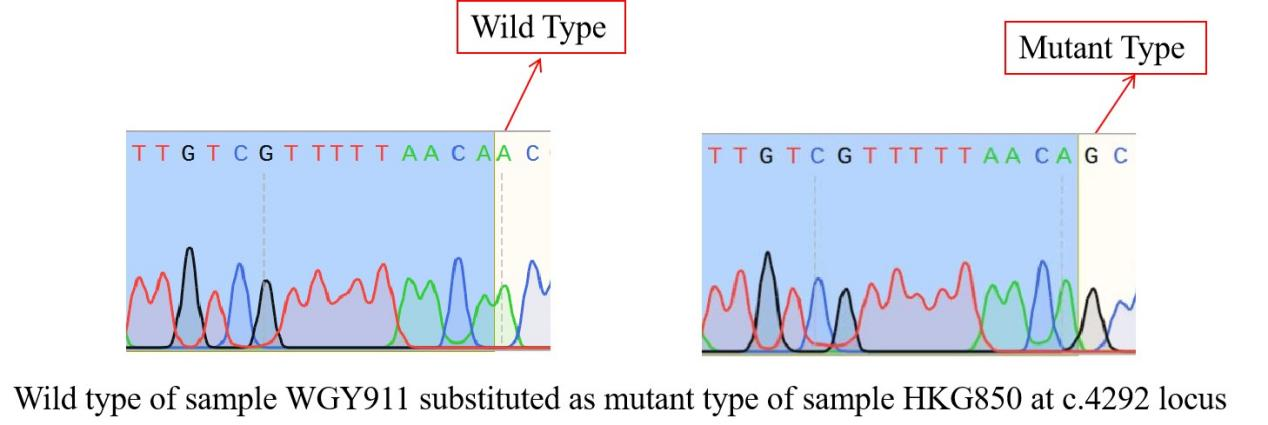 Wild Type
Mutant Type
T T G T C G T T T T T A A C A A C
T T G T C G T T T T T A A C A G C
Wild type of sample WGY911 substituted as mutant type of sample HKG850 at c.4292 locus